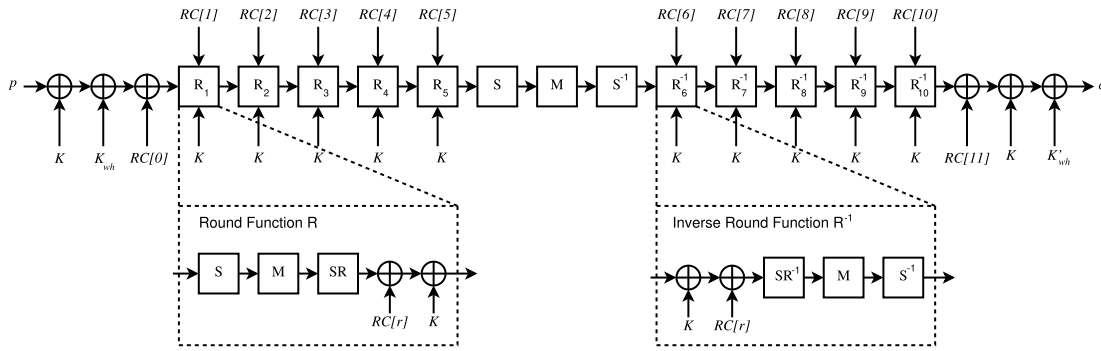 RC[1] RC[2] RC[3] RC[4] RC[5] RC[6] RC[7] RC[8] RC[9] RC[10]
p R1 R2 R3 R4 R5 S M S-1 R-1 6 R-1 7 R-1 8 R-1 9 R-1 10
K Kwh RC[0] K K K K K K K K K K RC[11] K K'wh
Round Function R
S M SR
RC[r] K
Inverse Round Function R-1
SR-1 M S-1
K RC[r]